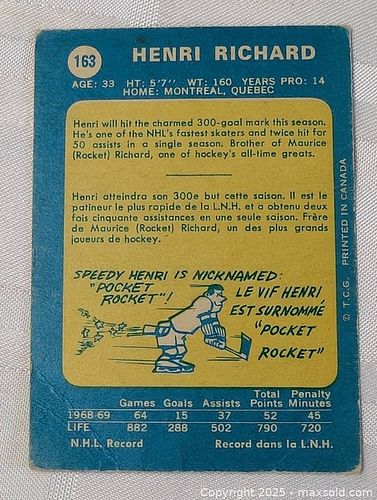 163
HENRI RICHARD
AGE: 33 HT: 5'7" WT: 160 YEARS PRO: 14
HOME: MONTREAL, QUEBEC
Henri will hit the charmed 300-goal mark this season.
He's one of the NHL's fastest skaters and twice hit for
50 assists in a single season. Brother of Maurice
(Rocket) Richard, one of hockey's all-time greats.
Henri atteindra son 300e but cette saison. Il est le
patineur le plus rapide de la L.N.H. et a obtenu deux
fois cinquante assistances en une seule saison. Frère
de Maurice (Rocket) Richard, un des plus grands
joueurs de hockey.
SPEEDY HENRI IS NICKNAMED:
"POCKET
ROCKET"!
LE VIF HENRI
EST SURNOMMÉ
"POCKET
ROCKET"
Games Goals Assists Total Points Penalty Minutes
1968-69 64 15 37 52 45
LIFE 882 288 502 790 720
N.H.L. Record Record dans la L.N.H.
© T.C.G. PRINTED IN CANADA
Copyright 2025 - maxsold.com